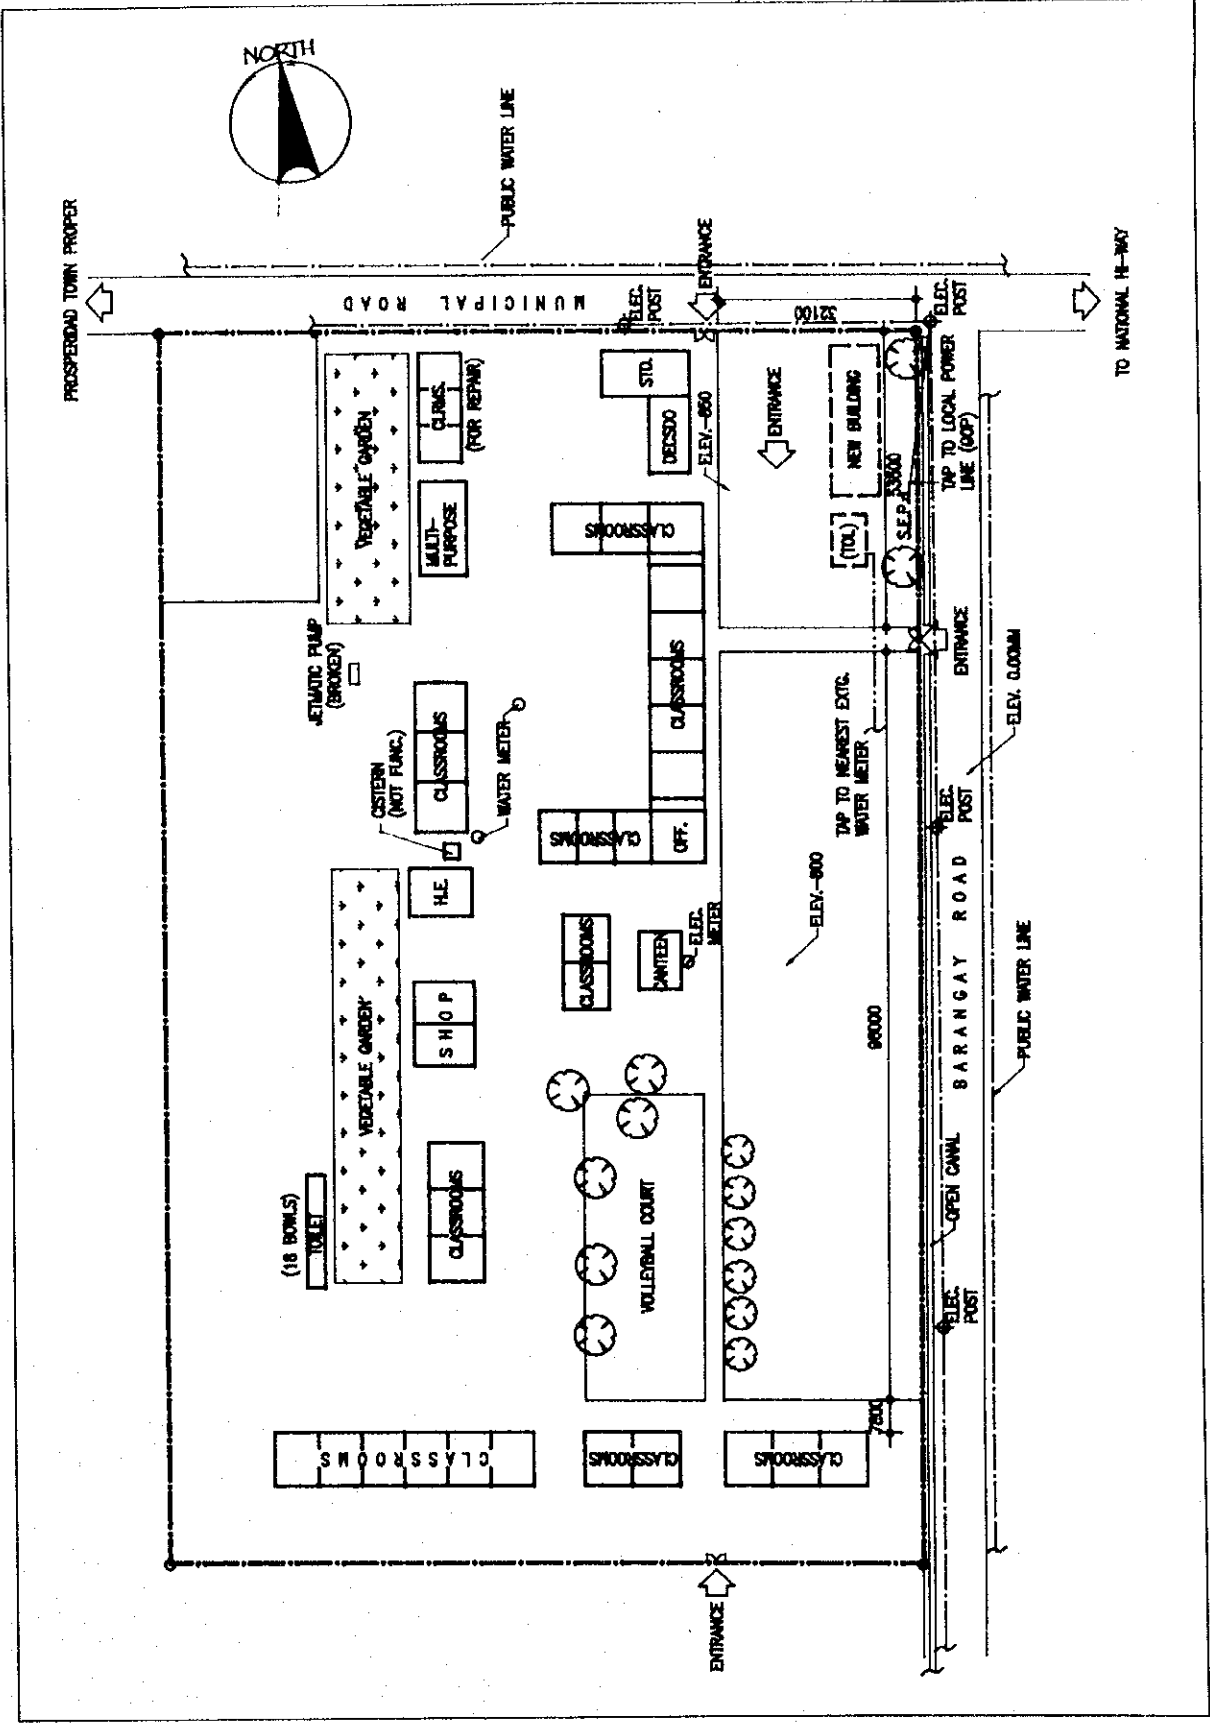 NORTH
PROSPERIDAD TOWN PROPER
PUBLIC WATER LINE
MUNICIPAL ROAD
ELEC.
POST
ENTRANCE
ELEC.
POST
TO NATIONAL HI-WAY
32100
VEGETABLE GARDEN
CLRMS.
(FOR REPAIR)
MULTI-
PURPOSE
STO.
DECSDO
ELEV.-850
ENTRANCE
NEW BUILDING
(TOI.)
S.E.P.
TAP TO LOCAL POWER
LINE (OOP)
CLASSROOMS
CLASSROOMS
JETMATIC PUMP
(BROKEN)
CISTERN
(NOT FUNC.)
CLASSROOMS
WATER METER
CLASSROOMS
OFF.
TAP TO NEAREST EXTG.
WATER METER
ENTRANCE
ELEV. 0.00MM
ELEC.
POST
H.E.
VEGETABLE GARDEN
SHOP
CLASSROOMS
CANTEEN
ELEC.
METER
ELEV.-800
96000
BARANGAY ROAD
PUBLIC WATER LINE
(18 BOWLS)
TOILET
CLASSROOMS
VOLLEYBALL COURT
OPEN CANAL
ELEC.
POST
7800
CLASSROOMS
CLASSROOMS
CLASSROOMS
ENTRANCE